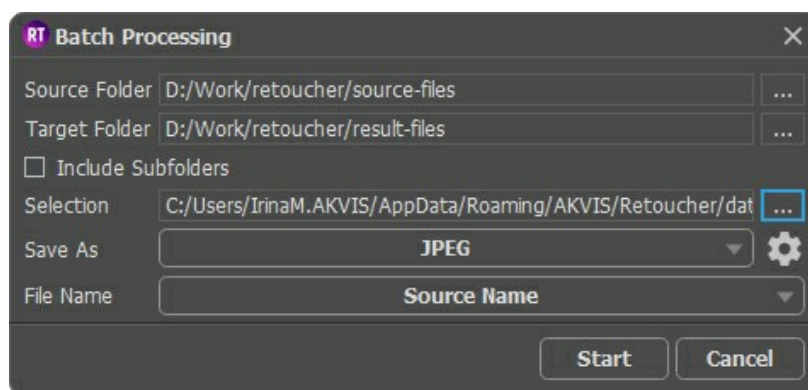 RT Batch Processing
Source Folder D:/Work/retoucher/source-files ...
Target Folder D:/Work/retoucher/result-files ...
Include Subfolders
Selection C:/Users/IrinaM.AKVIS/AppData/Roaming/AKVIS/Retoucher/dat ...
Save As JPEG
File Name Source Name
Start Cancel